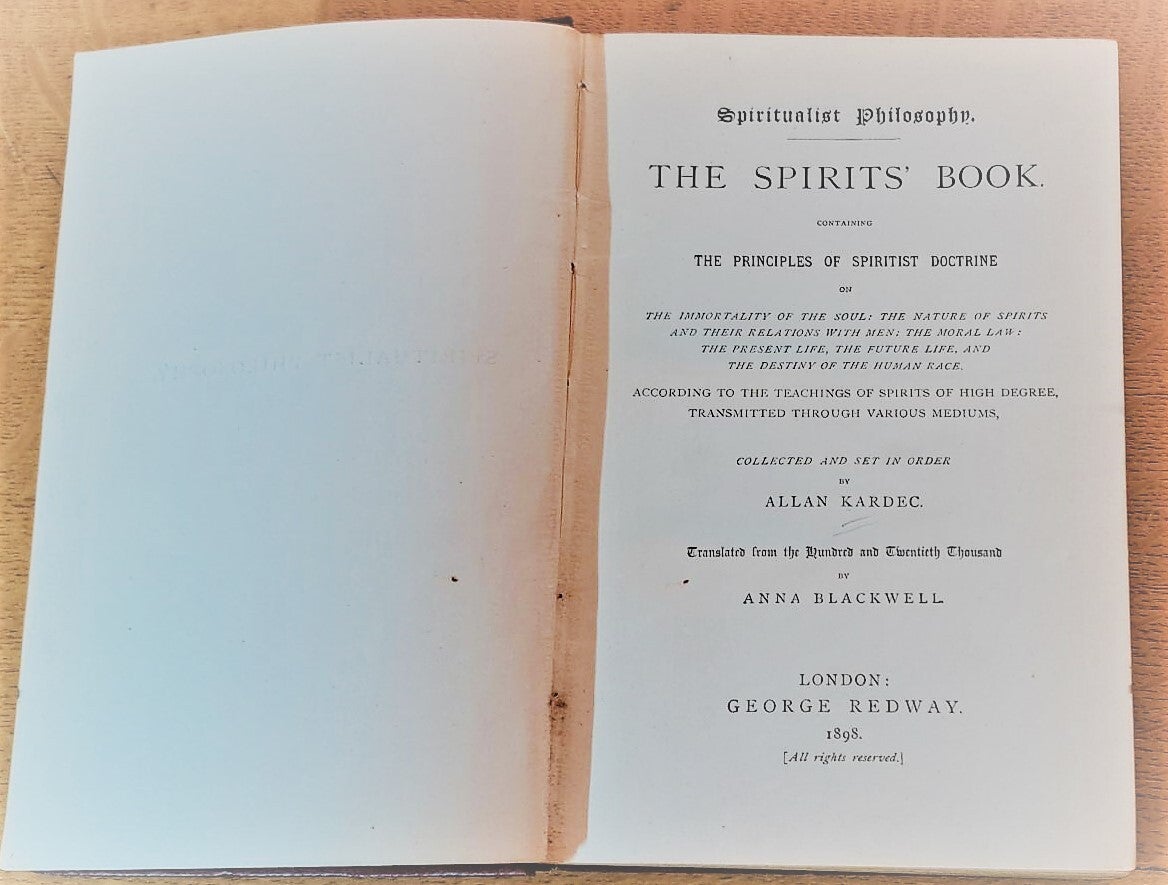 Spiritualist Philosophy.
THE SPIRITS' BOOK.
CONTAINING
THE PRINCIPLES OF SPIRITIST DOCTRINE
ON
THE IMMORTALITY OF THE SOUL: THE NATURE OF SPIRITS
AND THEIR RELATIONS WITH MEN; THE MORAL LAW:
THE PRESENT LIFE, THE FUTURE LIFE, AND
THE DESTINY OF THE HUMAN RACE.
ACCORDING TO THE TEACHINGS OF SPIRITS OF HIGH DEGREE,
TRANSMITTED THROUGH VARIOUS MEDIUMS,
COLLECTED AND SET IN ORDER
BY
ALLAN KARDEC.
Translated from the Hundred and Twentieth Thousand
BY
ANNA BLACKWELL
LONDON:
GEORGE REDWAY.
1898.
[All rights reserved.]